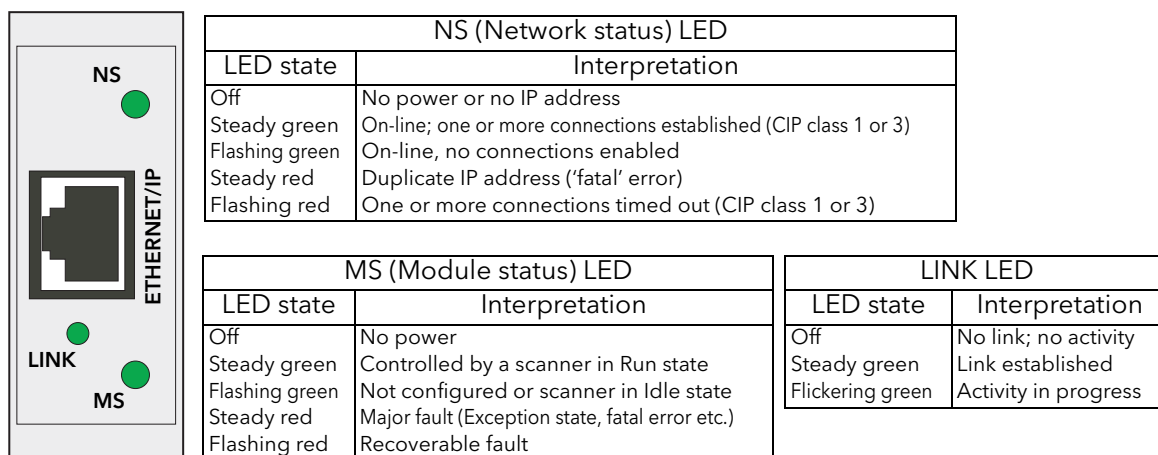 NS
ETHERNET/IP
LINK
MS
NS (Network status) LED
LED state Interpretation
Off No power or no IP address
Steady green On-line; one or more connections established (CIP class 1 or 3)
Flashing green On-line, no connections enabled
Steady red Duplicate IP address (‘fatal’ error)
Flashing red One or more connections timed out (CIP class 1 or 3)
MS (Module status) LED
LED state Interpretation
Off No power
Steady green Controlled by a scanner in Run state
Flashing green Not configured or scanner in Idle state
Steady red Major fault (Exception state, fatal error etc.)
Flashing red Recoverable fault
LINK LED
LED state Interpretation
Off No link; no activity
Steady green Link established
Flickering green Activity in progress